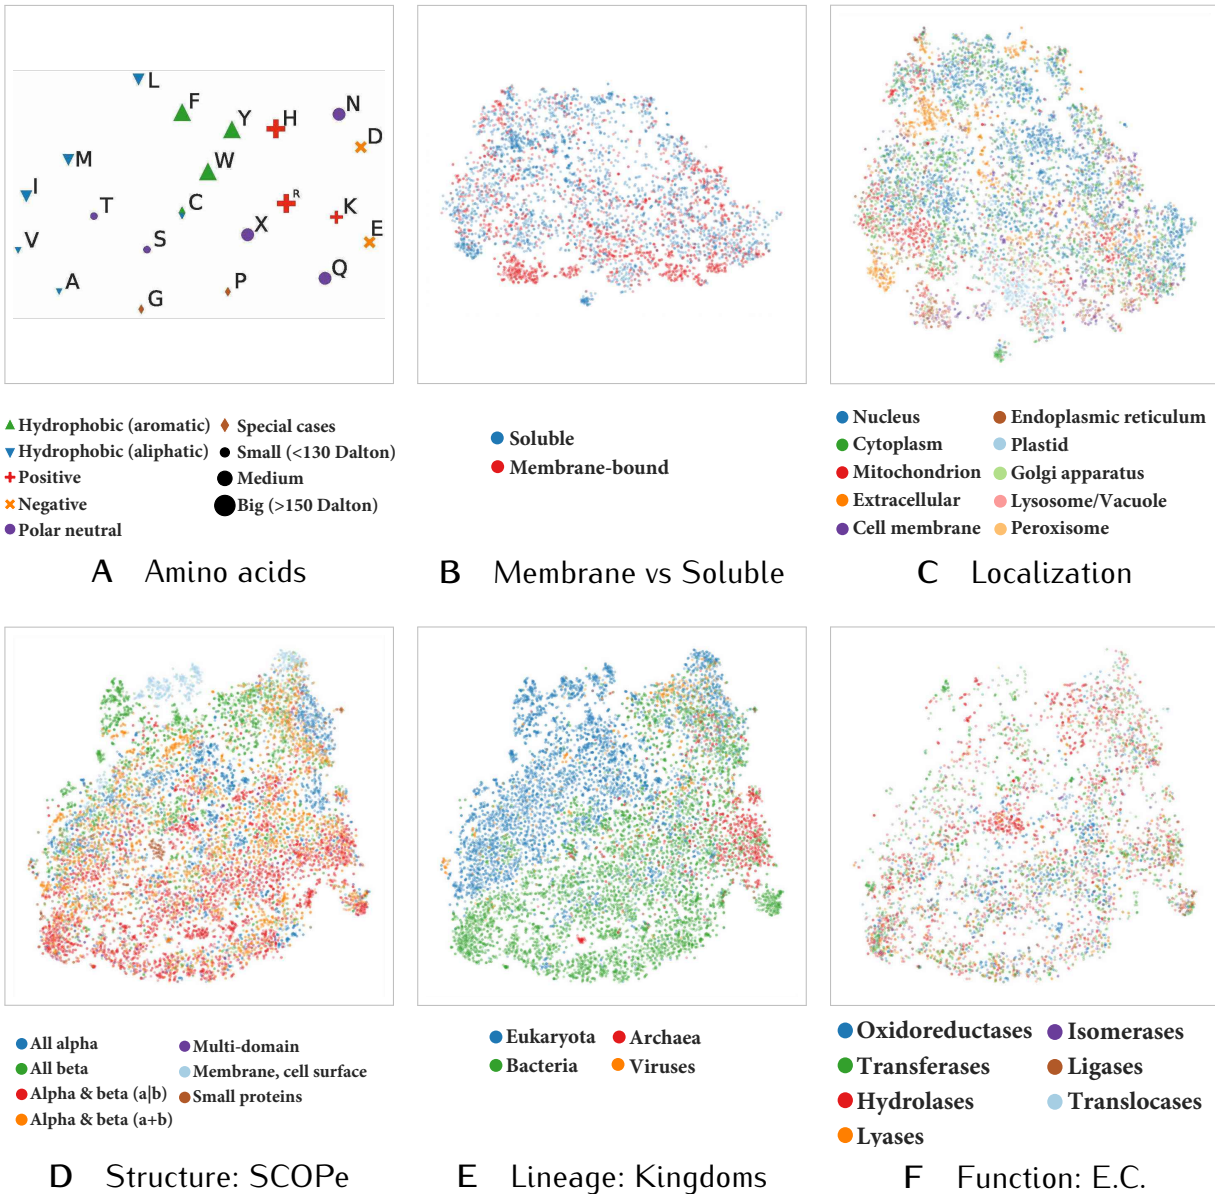 L
F
Y
H
N
D
M
W
I
T
C
R
K
V
S
X
E
A
G
P
Q
Hydrophobic (aromatic)
Hydrophobic (aliphatic)
Positive
Negative
Polar neutral
Special cases
Small (<130 Dalton)
Medium
Big (>150 Dalton)
A Amino acids
Soluble
Membrane-bound
B Membrane vs Soluble
Nucleus
Cytoplasm
Mitochondrion
Extracellular
Cell membrane
Endoplasmic reticulum
Plastid
Golgi apparatus
Lysosome/Vacuole
Peroxisome
C Localization
All alpha
All beta
Alpha & beta (a|b)
Alpha & beta (a+b)
Multi-domain
Membrane, cell surface
Small proteins
D Structure: SCOPe
Eukaryota
Bacteria
Archaea
Viruses
E Lineage: Kingdoms
Oxidoreductases
Transferases
Hydrolases
Lyases
Isomerases
Ligases
Translocases
F Function: E.C.